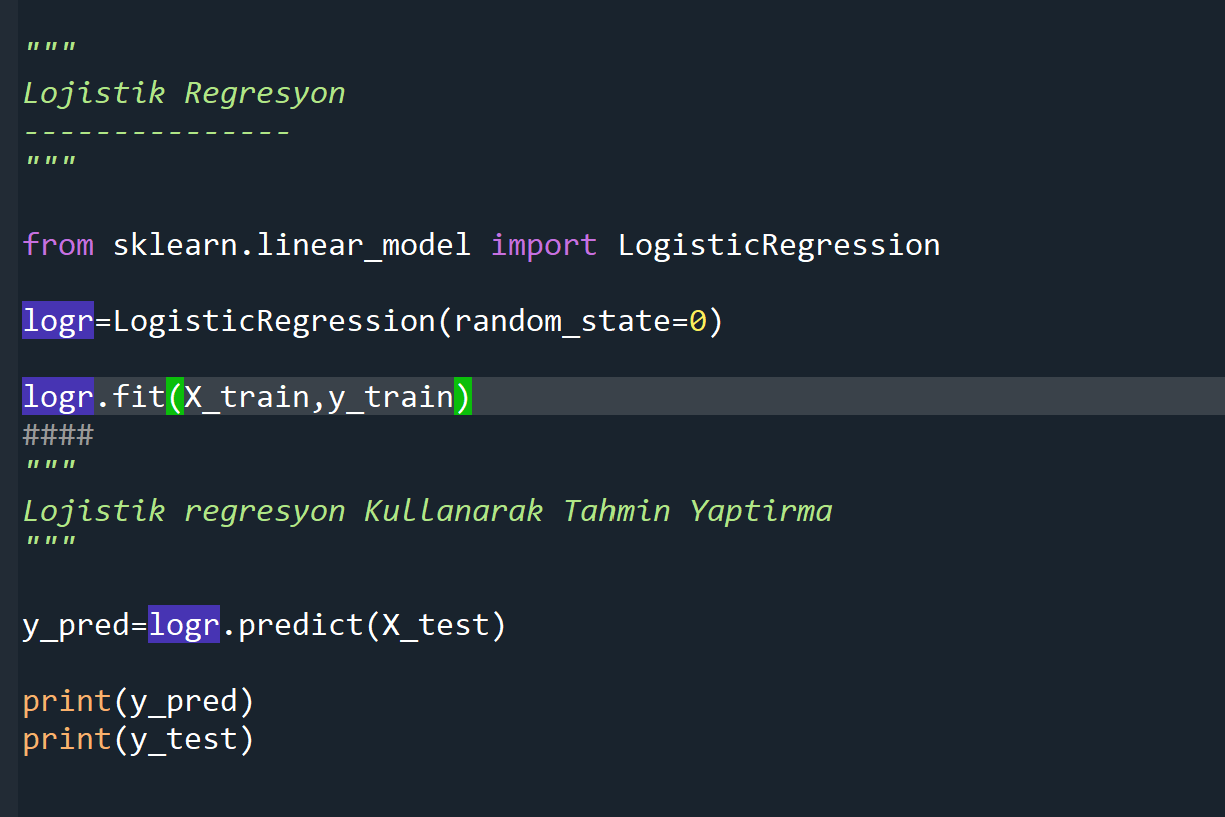 """
Lojistik Regresyon
---------------
"""
from sklearn.linear_model import LogisticRegression
logr=LogisticRegression(random_state=0)
logr.fit(X_train,y_train)
####
"""
Lojistik regresyon Kullanarak Tahmin Yaptirma
"""
y_pred=logr.predict(X_test)
print(y_pred)
print(y_test)